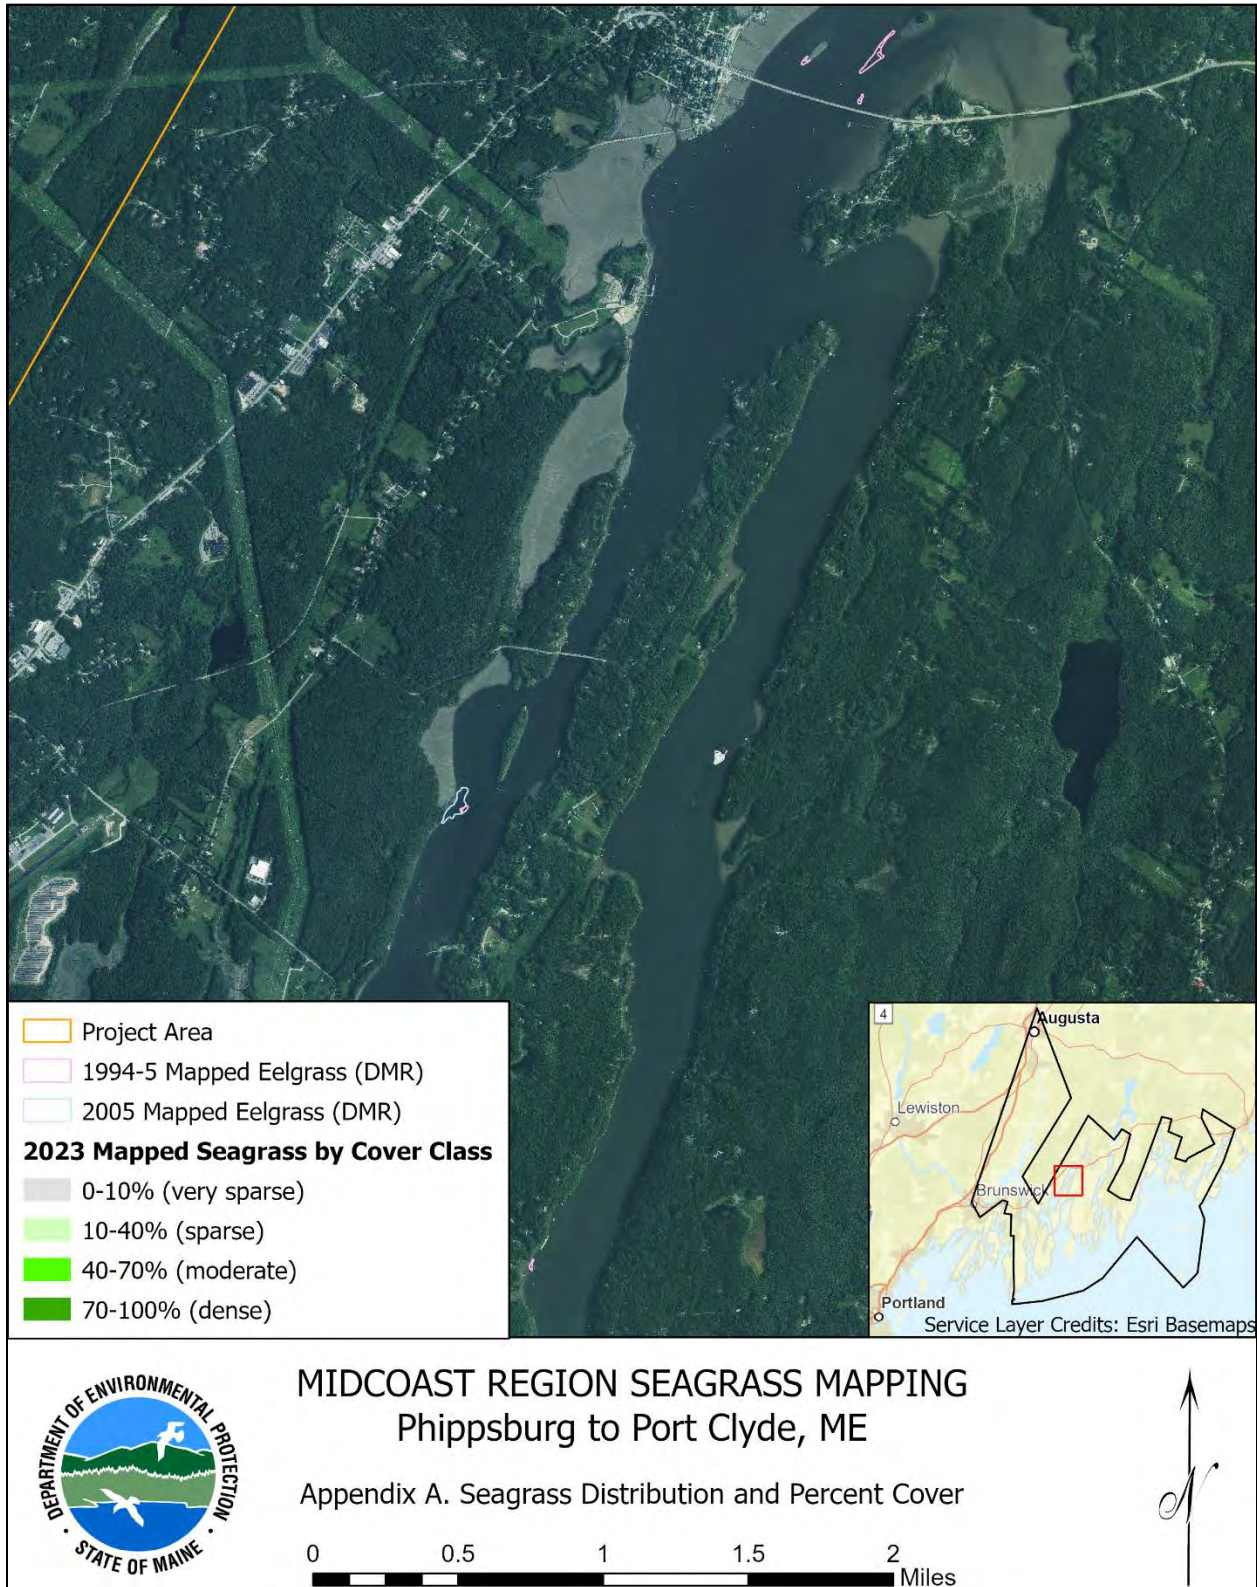 Project Area
1994-5 Mapped Eelgrass (DMR)
2005 Mapped Eelgrass (DMR)
2023 Mapped Seagrass by Cover Class
0-10% (very sparse)
10-40% (sparse)
40-70% (moderate)
70-100% (dense)
4
Augusta
Lewiston
Brunswick
Portland
Service Layer Credits: Esri Basemaps
DEPARTMENT OF ENVIRONMENTAL PROTECTION
• STATE OF MAINE •
MIDCOAST REGION SEAGRASS MAPPING
Phippsburg to Port Clyde, ME
Appendix A. Seagrass Distribution and Percent Cover
0 0.5 1 1.5 2
Miles
N